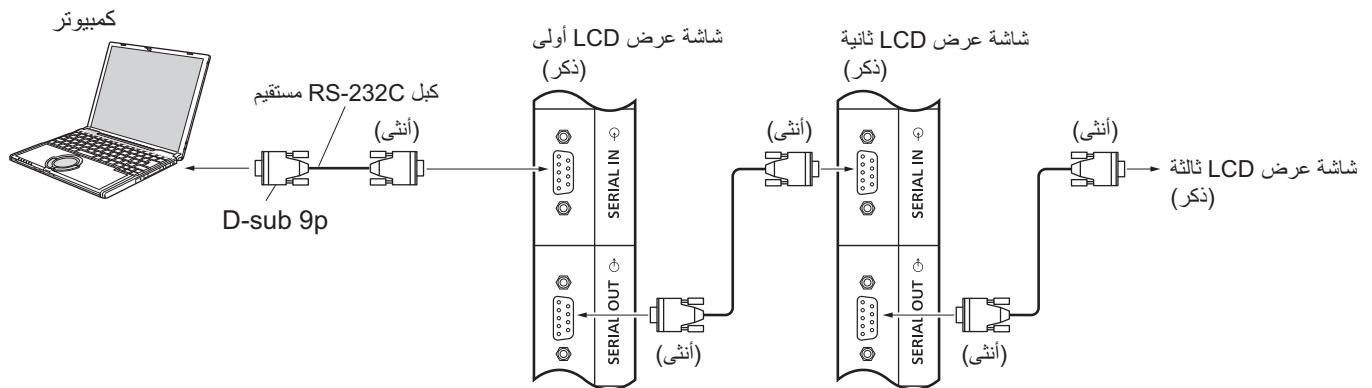 كمبيوتر
شاشة عرض LCD أولى
(ذكر)
شاشة عرض LCD ثانية
(ذكر)
كبل RS-232C مستقيم
(أنثى)
(أنثى)
(أنثى)
شاشة عرض LCD ثالثة
(ذكر)
D-sub 9p
SERIAL IN
SERIAL IN
SERIAL OUT
(أنثى)
SERIAL OUT
(أنثى)